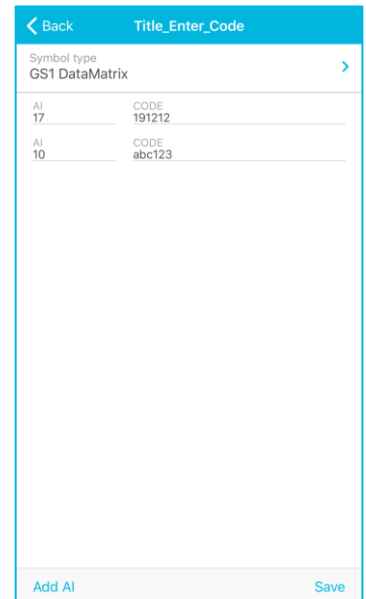 Back Title_Enter_Code
Symbol type
GS1 DataMatrix
AI CODE
17 191212
AI CODE
10 abc123
Add AI Save